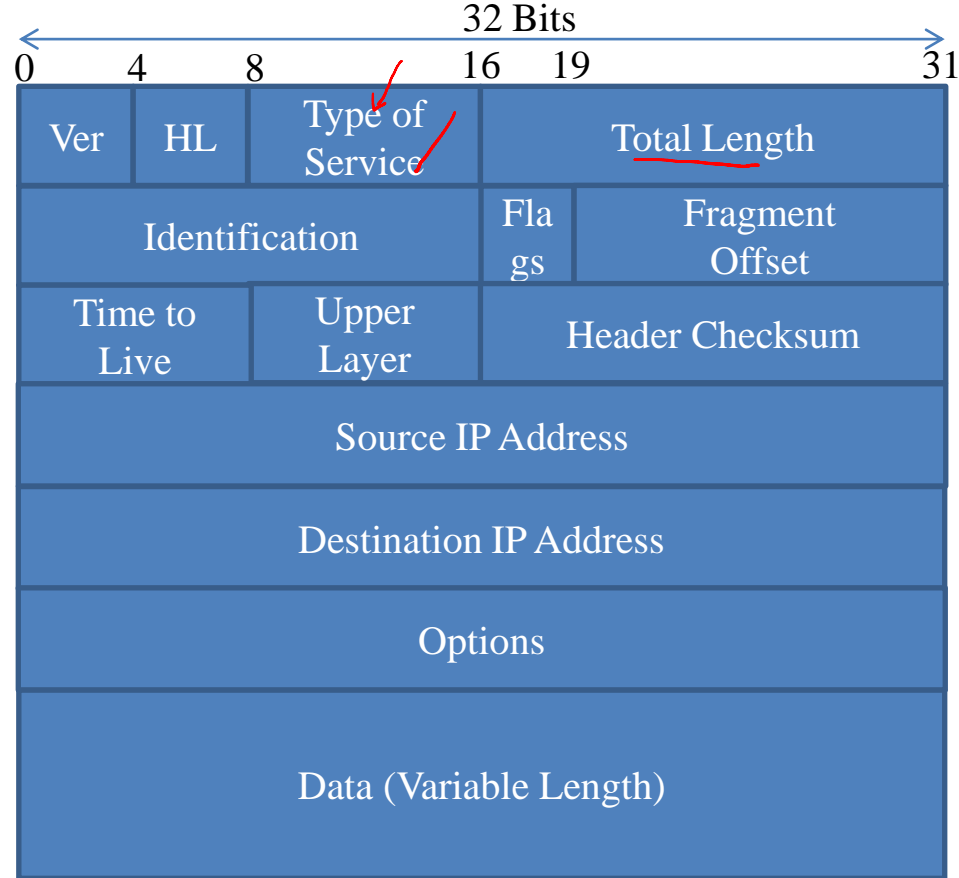 32 Bits
0 4 8 16 19 31
Ver HL Type of Service Total Length
Identification Fla gs Fragment Offset
Time to Live Upper Layer Header Checksum
Source IP Address
Destination IP Address
Options
Data (Variable Length)